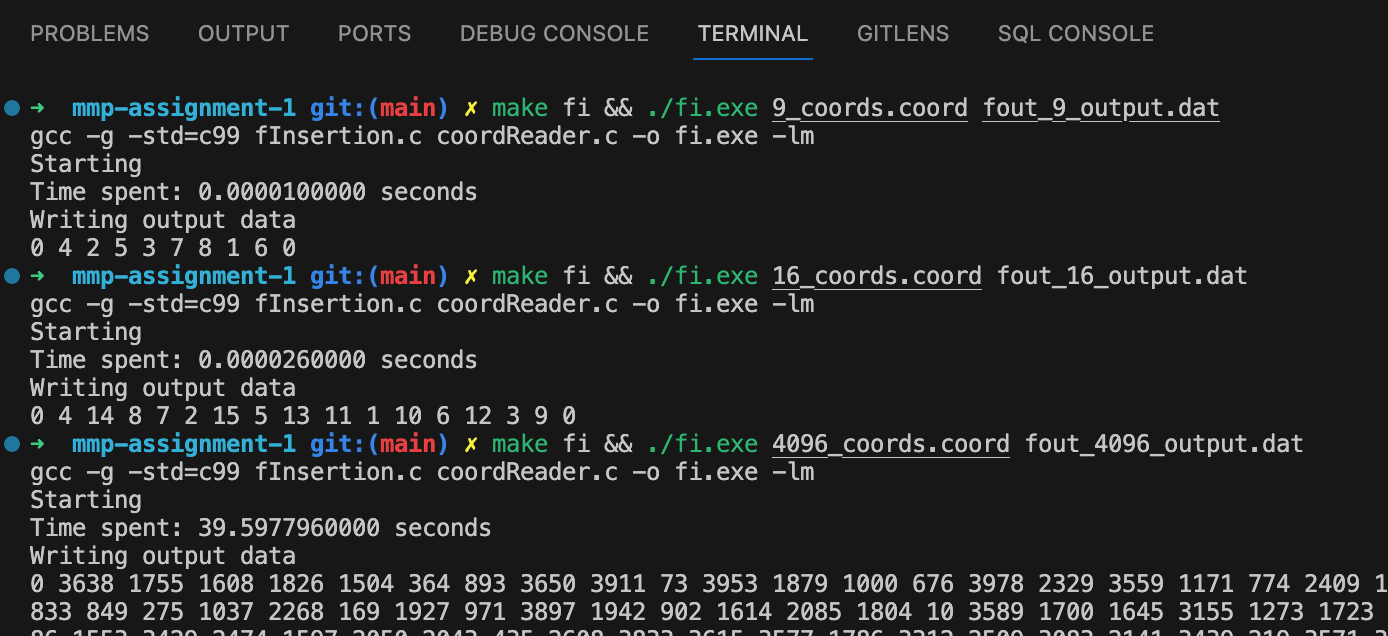 PROBLEMS OUTPUT PORTS DEBUG CONSOLE TERMINAL GITLENS SQL CONSOLE
➜ mmp-assignment-1 git:(main) ✗ make fi && ./fi.exe 9_coords.coord fout_9_output.dat
gcc -g -std=c99 fInsertion.c coordReader.c -o fi.exe -lm
Starting
Time spent: 0.0000100000 seconds
Writing output data
0 4 2 5 3 7 8 1 6 0
➜ mmp-assignment-1 git:(main) ✗ make fi && ./fi.exe 16_coords.coord fout_16_output.dat
gcc -g -std=c99 fInsertion.c coordReader.c -o fi.exe -lm
Starting
Time spent: 0.0000260000 seconds
Writing output data
0 4 14 8 7 2 15 5 13 11 1 10 6 12 3 9 0
➜ mmp-assignment-1 git:(main) ✗ make fi && ./fi.exe 4096_coords.coord fout_4096_output.dat
gcc -g -std=c99 fInsertion.c coordReader.c -o fi.exe -lm
Starting
Time spent: 39.5977960000 seconds
Writing output data
0 3638 1755 1608 1826 1504 364 893 3650 3911 73 3953 1879 1000 676 3978 2329 3559 1171 774 2409 1
833 849 275 1037 2268 169 1927 971 3897 1942 902 1614 2085 1804 10 3589 1700 1645 3155 1273 1723